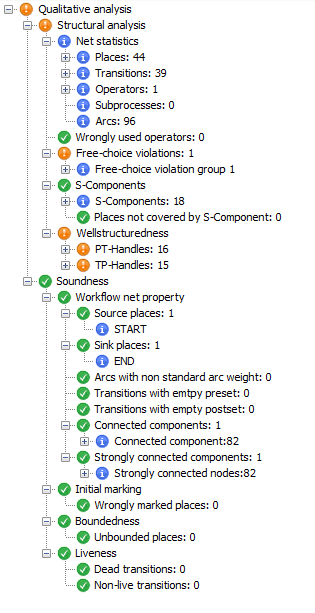 Qualitative analysis
Structural analysis
Net statistics
Places: 44
Transitions: 39
Operators: 1
Subprocesses: 0
Arcs: 96
Wrongly used operators: 0
Free-choice violations: 1
Free-choice violation group 1
S-Components
S-Components: 18
Places not covered by S-Component: 0
Wellstructuredness
PT-Handles: 16
TP-Handles: 15
Soundness
Workflow net property
Source places: 1
START
Sink places: 1
END
Arcs with non standard arc weight: 0
Transitions with emtpy preset: 0
Transitions with empty postset: 0
Connected components: 1
Connected component:82
Strongly connected components: 1
Strongly connected nodes:82
Initial marking
Wrongly marked places: 0
Boundedness
Unbounded places: 0
Liveness
Dead transitions: 0
Non-live transitions: 0